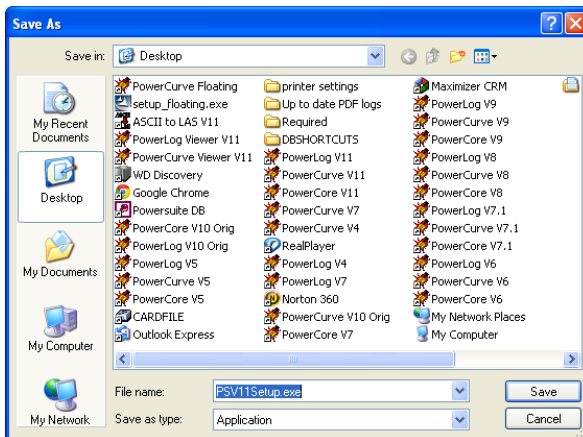 Save As
Save in:
Desktop
My Recent
Documents
Desktop
My Documents
My Computer
My Network
PowerCurve Floating
setup_floating.exe
ASCII to LAS V11
PowerLog Viewer V11
PowerCurve Viewer V11
WD Discovery
Google Chrome
Powersuite DB
PowerCore V10 Orig
PowerLog V10 Orig
PowerLog V5
PowerCurve V5
PowerCore V5
CARDFILE
Outlook Express
printer settings
Up to date PDF logs
Required
DBSHORTCUTS
PowerLog V11
PowerCurve V11
PowerCore V11
PowerCurve V7
PowerCurve V4
RealPlayer
PowerLog V4
PowerLog V7
Norton 360
PowerCurve V10 Orig
PowerCore V7
Maximizer CRM
PowerLog V9
PowerCurve V9
PowerCore V9
PowerLog V8
PowerCurve V8
PowerCore V8
PowerLog V7.1
PowerCurve V7.1
PowerCore V7.1
PowerLog V6
PowerCurve V6
PowerCore V6
My Network Places
My Computer
File name:
PSV11Setup.exe
Save
Save as type:
Application
Cancel